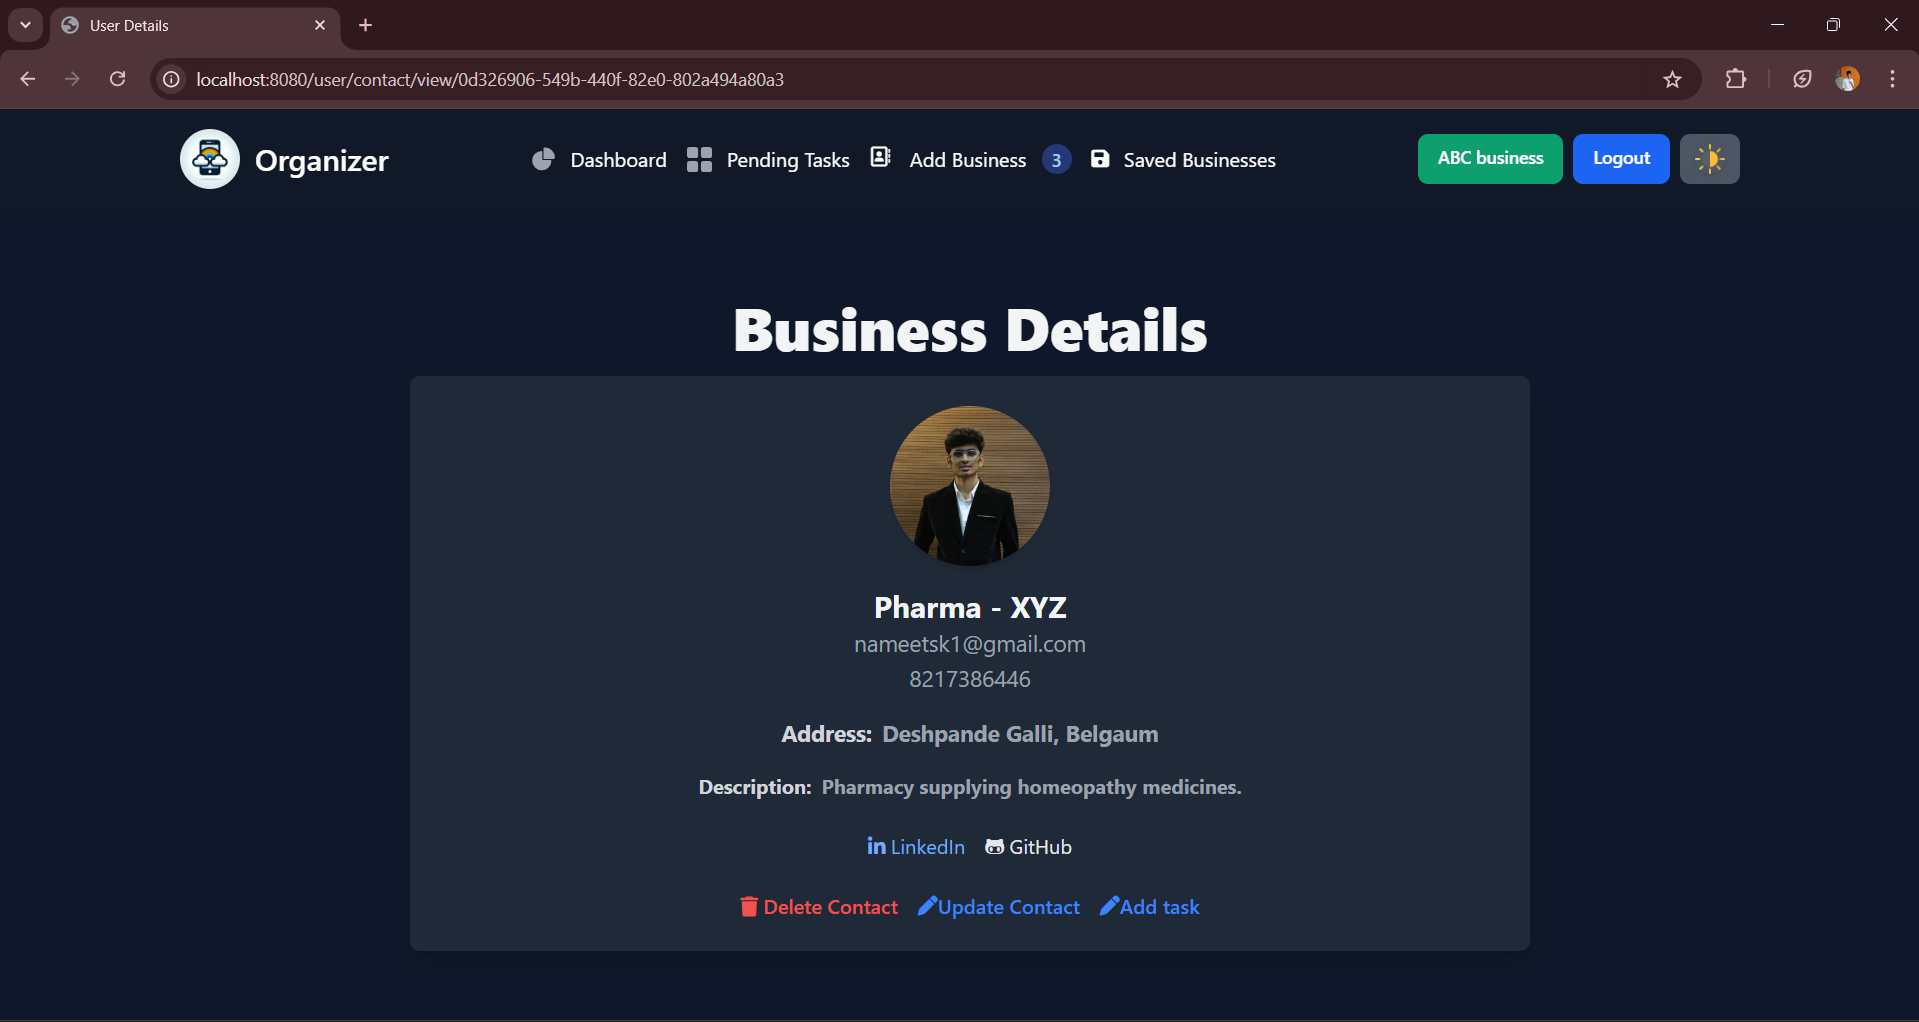 User Details
localhost:8080/user/contact/view/0d326906-549b-440f-82e0-802a494a80a3
Organizer
Dashboard
Pending Tasks
Add Business
3
Saved Businesses
ABC business
Logout
Business Details
Pharma - XYZ
nameetsk1@gmail.com
8217386446
Address: Deshpande Galli, Belgaum
Description: Pharmacy supplying homeopathy medicines.
in LinkedIn GitHub
Delete Contact Update Contact Add task